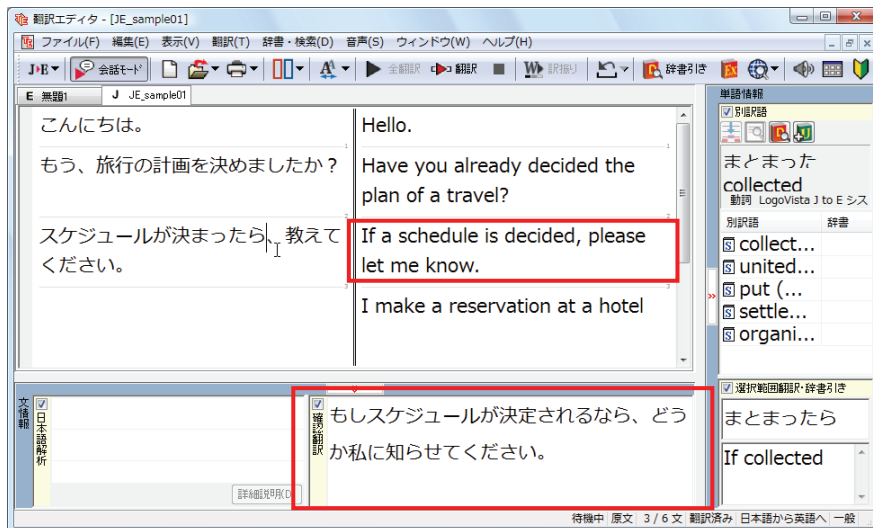 翻訳エディタ - [JE_sample01]
ファイル(F) 編集(E) 表示(V) 翻訳(T) 辞書・検索(D) 音声(S) ウィンドウ(W) ヘルプ(H)
J▸E 会話モード 全翻訳 翻訳 訳振り 辞書引き
E 無題1 J JE_sample01
こんにちは。
Hello.
1
1
もう、旅行の計画を決めましたか？
Have you already decided the
plan of a travel?
2
2
スケジュールが決まったら、教えて
ください。
If a schedule is decided, please
let me know.
3
3
I make a reservation at a hotel
単語情報
別訳語
まとまった
collected
動詞 LogoVista J to E シス
別訳語 辞書
S collect...
S united...
S put (...
S settle...
S organi...
選択範囲翻訳・辞書引き
まとまったら
If collected
文情報
日本語解析
詳細説明(D)
確認翻訳
もしスケジュールが決定されるなら、どう
か私に知らせてください。
待機中 原文 3 / 6 文 翻訳済み 日本語から英語へ 一般